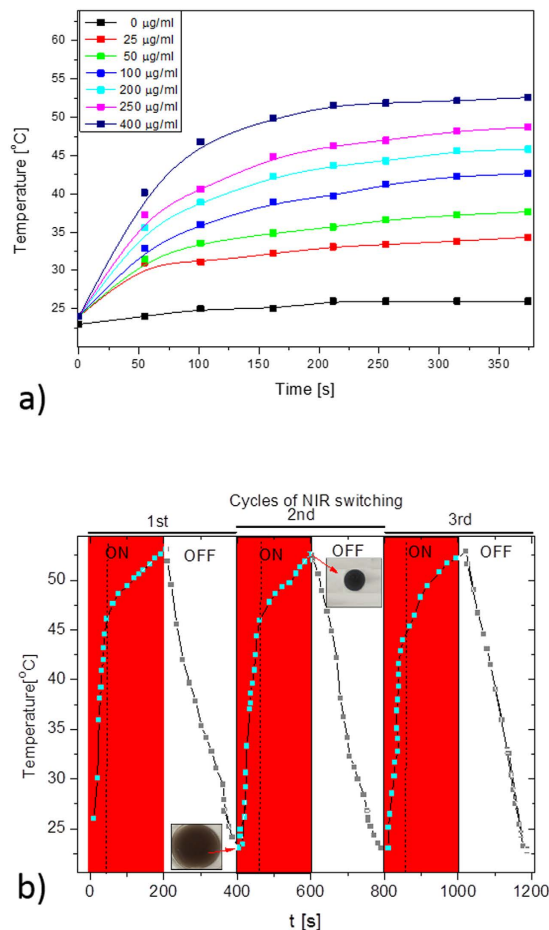 0 µg/ml
25 µg/ml
50 µg/ml
100 µg/ml
200 µg/ml
250 µg/ml
400 µg/ml
60
55
50
45
40
35
30
25
Temperature [°C]
0 50 100 150 200 250 300 350
Time [s]
a)
Cycles of NIR switching
1st 2nd 3rd
ON OFF ON OFF ON OFF
50
45
40
35
30
25
Temperature[°C]
0 200 400 600 800 1000 1200
t [s]
b)